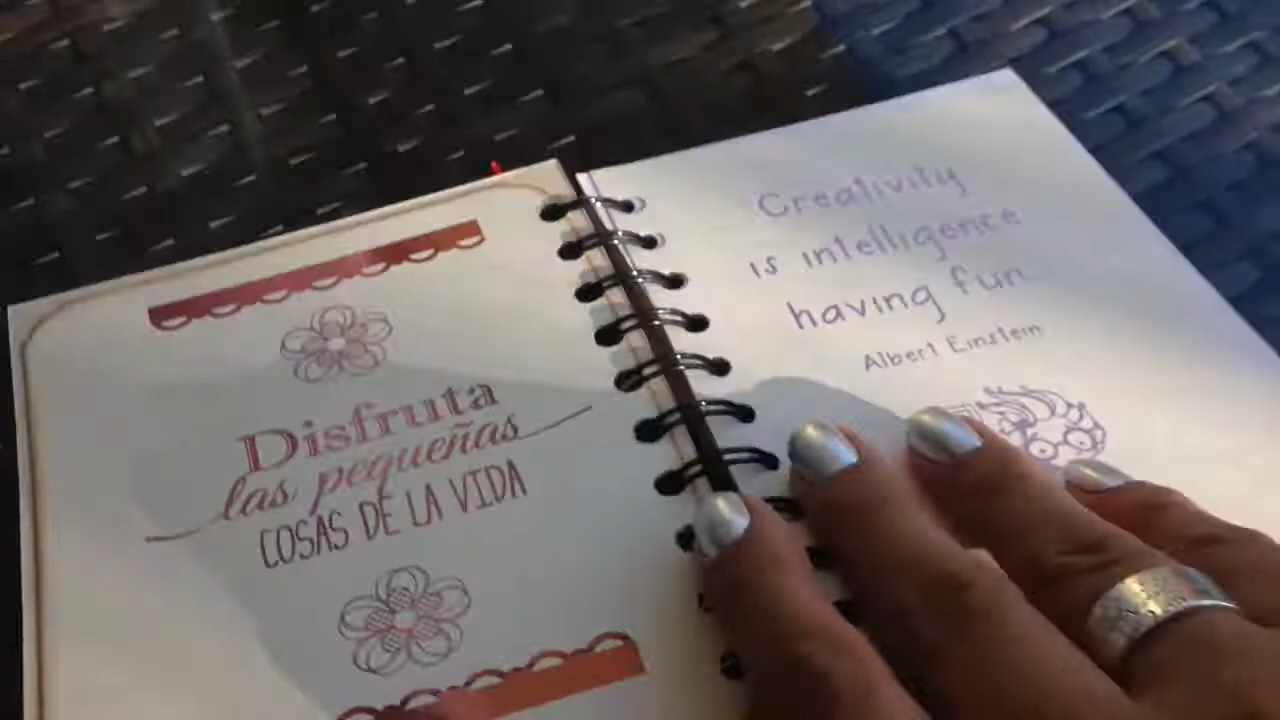 Disfruta
las pequeñas
COSAS DE LA VIDA
Creativity
is intelligence
having fun
Albert Einstein